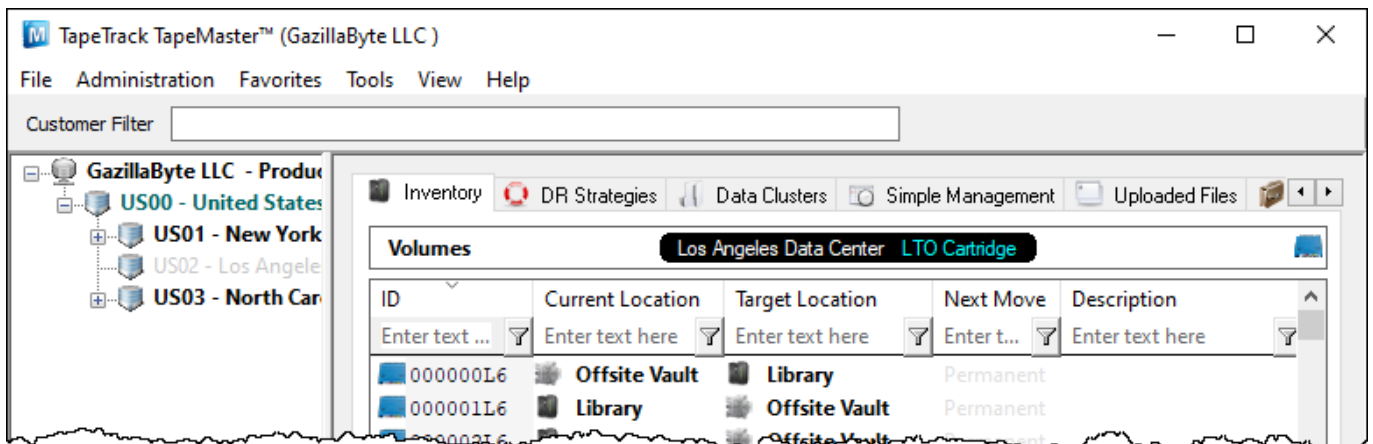 TapeTrack TapeMaster™ (GazillaByte LLC )
File Administration Favorites Tools View Help
Customer Filter
GazillaByte LLC - Produc
US00 - United States
US01 - New York
US02 - Los Angele
US03 - North Car
Inventory DR Strategies Data Clusters Simple Management Uploaded Files
Volumes Los Angeles Data Center LTO Cartridge
ID Current Location Target Location Next Move Description
Enter text ... Enter text here Enter text here Enter t... Enter text here
000000L6 Offsite Vault Library Permanent
000001L6 Library Offsite Vault Permanent